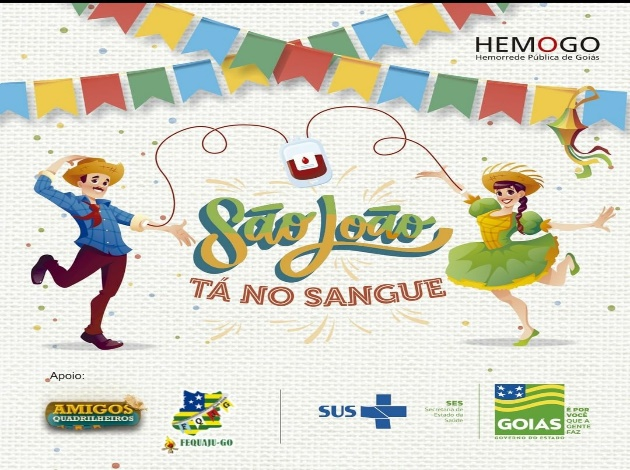 HEMOGO
Hemorrede Pública de Goiás
São João
TÁ NO SANGUE
Apoio:
AMIGOS
QUADRILHEIROS
FEQUAJU-GO
SUS
SES
Secretaria de
Estado da
Saúde
GOIÁS
GOVERNO DO ESTADO
É POR
VOCÊ
QUE A
GENTE
FAZ